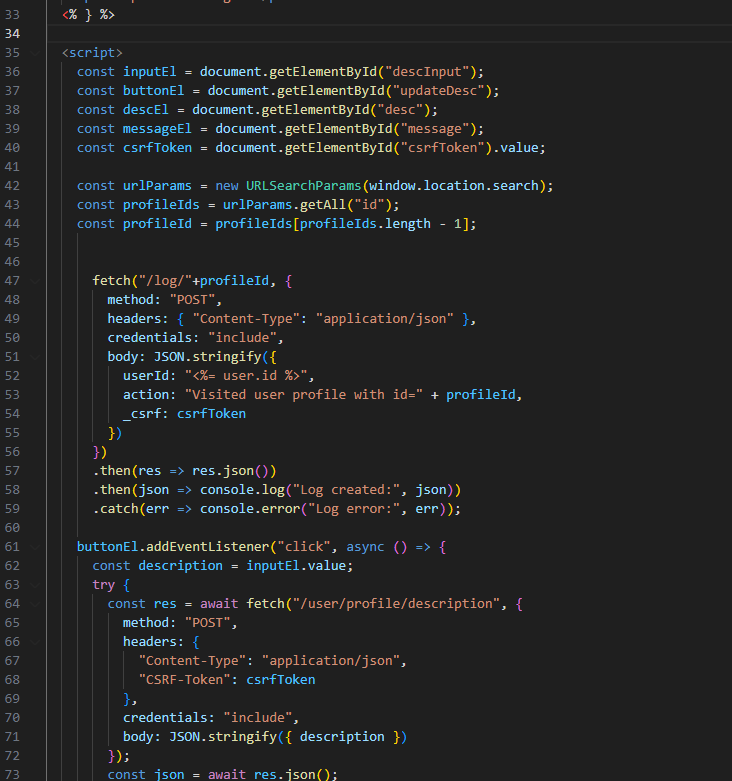 33 <% } %>
34
35 <script>
36 const inputEl = document.getElementById("descInput");
37 const buttonEl = document.getElementById("updateDesc");
38 const descEl = document.getElementById("desc");
39 const messageEl = document.getElementById("message");
40 const csrfToken = document.getElementById("csrfToken").value;
41
42 const urlParams = new URLSearchParams(window.location.search);
43 const profileIds = urlParams.getAll("id");
44 const profileId = profileIds[profileIds.length - 1];
45
46
47 fetch("/log/"+profileId, {
48 method: "POST",
49 headers: { "Content-Type": "application/json" },
50 credentials: "include",
51 body: JSON.stringify({
52 userId: "<%= user.id %>",
53 action: "Visited user profile with id=" + profileId,
54 _csrf: csrfToken
55 })
56 })
57 .then(res => res.json())
58 .then(json => console.log("Log created:", json))
59 .catch(err => console.error("Log error:", err));
60
61 buttonEl.addEventListener("click", async () => {
62 const description = inputEl.value;
63 try {
64 const res = await fetch("/user/profile/description", {
65 method: "POST",
66 headers: {
67 "Content-Type": "application/json",
68 "CSRF-Token": csrfToken
69 },
70 credentials: "include",
71 body: JSON.stringify({ description })
72 });
73 const json = await res.json();